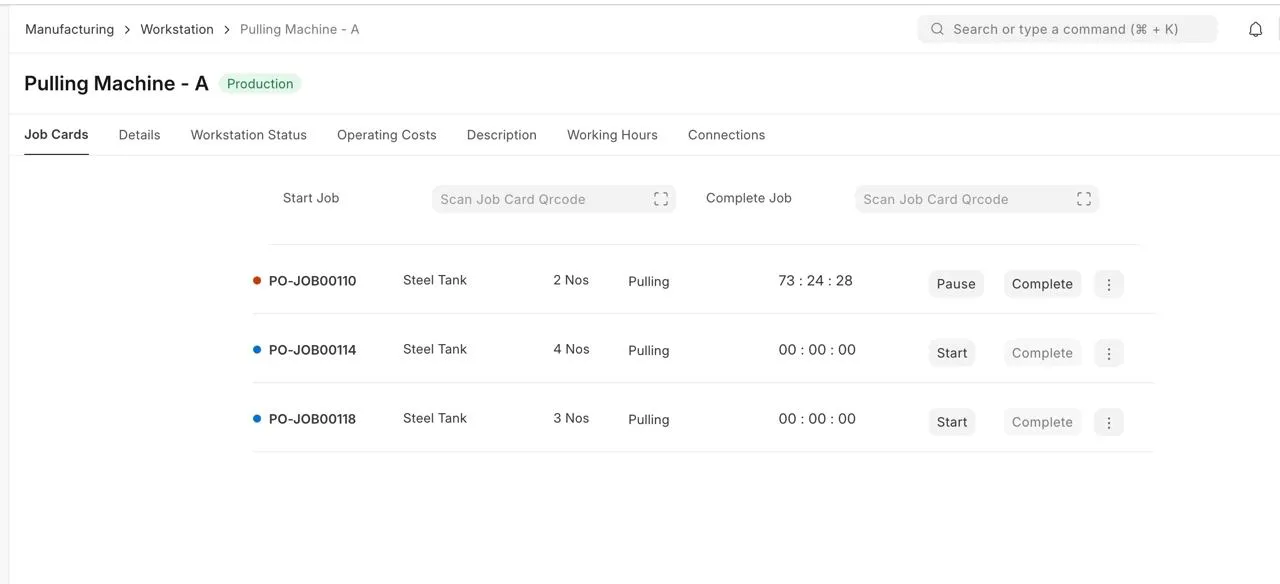 Manufacturing > Workstation > Pulling Machine - A Search or type a command (⌘ + K)
Pulling Machine - A Production
Job Cards Details Workstation Status Operating Costs Description Working Hours Connections
Start Job Scan Job Card Qrcode Complete Job Scan Job Card Qrcode
PO-JOB00110 Steel Tank 2 Nos Pulling 73 : 24 : 28 Pause Complete
PO-JOB00114 Steel Tank 4 Nos Pulling 00 : 00 : 00 Start Complete
PO-JOB00118 Steel Tank 3 Nos Pulling 00 : 00 : 00 Start Complete